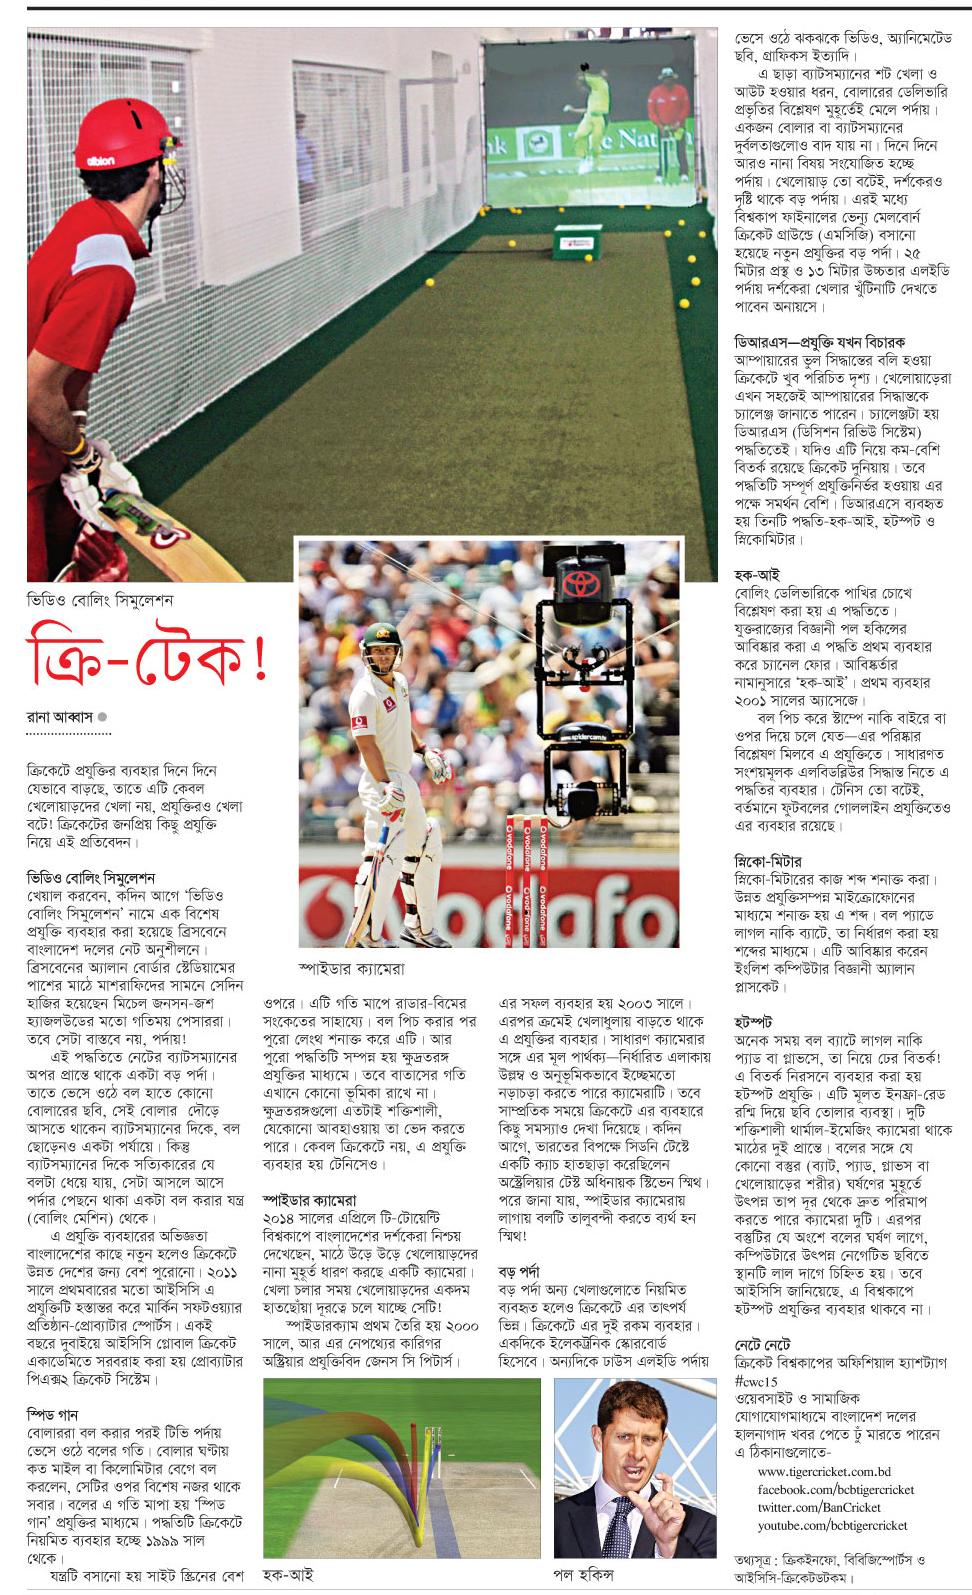 albion
nk
The Nation
ভিডিও বোলিং সিমুলেশন
ক্রি-টেক!
রানা আব্বাস
ক্রিকেটে প্রযুক্তির ব্যবহার দিনে দিনে
যেভাবে বাড়ছে, তাতে এটি কেবল
খেলোয়াড়দের খেলা নয়, প্রযুক্তিরও খেলা
বটে! ক্রিকেটের জনপ্রিয় কিছু প্রযুক্তি
নিয়ে এই প্রতিবেদন।
ভিডিও বোলিং সিমুলেশন
খেয়াল করবেন, কদিন আগে ‘ভিডিও
বোলিং সিমুলেশন’ নামে এক বিশেষ
প্রযুক্তি ব্যবহার করা হয়েছে ব্রিসবেনে
বাংলাদেশ দলের নেট অনুশীলনে।
ব্রিসবেনের অ্যালান বোর্ডার স্টেডিয়ামের
পাশের মাঠে মাশরাফিদের সামনে সেদিন
হাজির হয়েছেন মিচেল জনসন-জশ
হ্যাজলউডের মতো গতিময় পেসাররা।
তবে সেটা বাস্তবে নয়, পর্দায়!
এই পদ্ধতিতে নেটের ব্যাটসম্যানের
অপর প্রান্তে থাকে একটা বড় পর্দা।
তাতে ভেসে ওঠে বল হাতে কোনো
বোলারের ছবি, সেই বোলার দৌড়ে
আসতে থাকেন ব্যাটসম্যানের দিকে, বল
ছোড়েনও একটা পর্যায়ে। কিন্তু
ব্যাটসম্যানের দিকে সত্যিকারের যে
বলটা ধেয়ে যায়, সেটা আসলে আসে
পর্দার পেছনে থাকা একটা বল করার যন্ত্র
(বোলিং মেশিন) থেকে।
এ প্রযুক্তি ব্যবহারের অভিজ্ঞতা
বাংলাদেশের কাছে নতুন হলেও ক্রিকেটে
উন্নত দেশের জন্য বেশ পুরোনো। ২০১১
সালে প্রথমবারের মতো আইসিসি এ
প্রযুক্তিটি হস্তান্তর করে মার্কিন সফটওয়্যার
প্রতিষ্ঠান-প্রোব্যাটার স্পোর্টস। একই
বছরে দুবাইয়ে আইসিসি গ্লোবাল ক্রিকেট
একাডেমিতে সরবরাহ করা হয় প্রোব্যাটার
পিএক্স২ ক্রিকেট সিস্টেম।
স্পিড গান
বোলাররা বল করার পরই টিভি পর্দায়
ভেসে ওঠে বলের গতি। বোলার ঘণ্টায়
কত মাইল বা কিলোমিটার বেগে বল
করলেন, সেটির ওপর বিশেষ নজর থাকে
সবার। বলের এ গতি মাপা হয় ‘স্পিড
গান’ প্রযুক্তির মাধ্যমে। পদ্ধতিটি ক্রিকেটে
নিয়মিত ব্যবহার হচ্ছে ১৯৯৯ সাল
থেকে।
যন্ত্রটি বসানো হয় সাইট স্ক্রিনের বেশ
TOYOTA
spidercam.tv
vodafone
vodafone
vodafone
vodafo
স্পাইডার ক্যামেরা
ওপরে। এটি গতি মাপে রাডার-বিমের
সংকেতের সাহায্যে। বল পিচ করার পর
পুরো লেংথ শনাক্ত করে এটি। আর
পুরো পদ্ধতিটি সম্পন্ন হয় ক্ষুদ্রতরঙ্গ
প্রযুক্তির মাধ্যমে। তবে বাতাসের গতি
এখানে কোনো ভূমিকা রাখে না।
ক্ষুদ্রতরঙ্গগুলো এতটাই শক্তিশালী,
যেকোনো আবহাওয়ায় তা ভেদ করতে
পারে। কেবল ক্রিকেটে নয়, এ প্রযুক্তি
ব্যবহার হয় টেনিসেও।
স্পাইডার ক্যামেরা
২০১৪ সালের এপ্রিলে টি-টোয়েন্টি
বিশ্বকাপে বাংলাদেশের দর্শকেরা নিশ্চয়
দেখেছেন, মাঠে উড়ে উড়ে খেলোয়াড়দের
নানা মুহূর্ত ধারণ করছে একটি ক্যামেরা।
খেলা চলার সময় খেলোয়াড়দের একদম
হাতছোঁয়া দূরত্বে চলে যাচ্ছে সেটি!
স্পাইডারক্যাম প্রথম তৈরি হয় ২০০০
সালে, আর এর নেপথ্যের কারিগর
অস্ট্রিয়ার প্রযুক্তিবিদ জেনস সি পিটার্স।
এর সফল ব্যবহার হয় ২০০৩ সালে।
এরপর ক্রমেই খেলাধুলায় বাড়তে থাকে
এ প্রযুক্তির ব্যবহার। সাধারণ ক্যামেরার
সঙ্গে এর মূল পার্থক্য—নির্ধারিত এলাকায়
উল্লম্ব ও অনুভূমিকভাবে ইচ্ছেমতো
নড়াচড়া করতে পারে ক্যামেরাটি। তবে
সাম্প্রতিক সময়ে ক্রিকেটে এর ব্যবহারে
কিছু সমস্যাও দেখা দিয়েছে। কদিন
আগে, ভারতের বিপক্ষে সিডনি টেস্টে
একটি ক্যাচ হাতছাড়া করেছিলেন
অস্ট্রেলিয়ার টেস্ট অধিনায়ক স্টিভেন স্মিথ।
পরে জানা যায়, স্পাইডার ক্যামেরায়
লাগায় বলটি তালুবন্দী করতে ব্যর্থ হন
স্মিথ!
বড় পর্দা
বড় পর্দা অন্য খেলাগুলোতে নিয়মিত
ব্যবহৃত হলেও ক্রিকেটে এর তাৎপর্য
ভিন্ন। ক্রিকেটে এর দুই রকম ব্যবহার।
একদিকে ইলেকট্রনিক স্কোরবোর্ড
হিসেবে। অন্যদিকে ঢাউস এলইডি পর্দায়
হক-আই
পল হকিন্স
ভেসে ওঠে ঝকঝকে ভিডিও, অ্যানিমেটেড
ছবি, গ্রাফিকস ইত্যাদি।
এ ছাড়া ব্যাটসম্যানের শট খেলা ও
আউট হওয়ার ধরন, বোলারের ডেলিভারি
প্রভৃতির বিশ্লেষণ মুহূর্তেই মেলে পর্দায়।
একজন বোলার বা ব্যাটসম্যানের
দুর্বলতাগুলোও বাদ যায় না। দিনে দিনে
আরও নানা বিষয় সংযোজিত হচ্ছে
পর্দায়। খেলোয়াড় তো বটেই, দর্শকেরও
দৃষ্টি থাকে বড় পর্দায়। এরই মধ্যে
বিশ্বকাপ ফাইনালের ভেন্যু মেলবোর্ন
ক্রিকেট গ্রাউন্ডে (এমসিজি) বসানো
হয়েছে নতুন প্রযুক্তির বড় পর্দা। ২৫
মিটার প্রস্থ ও ১৩ মিটার উচ্চতার এলইডি
পর্দায় দর্শকেরা খেলার খুঁটিনাটি দেখতে
পাবেন অনায়সে।
ডিআরএস—প্রযুক্তি যখন বিচারক
আম্পায়ারের ভুল সিদ্ধান্তের বলি হওয়া
ক্রিকেটে খুব পরিচিত দৃশ্য। খেলোয়াড়েরা
এখন সহজেই আম্পায়ারের সিদ্ধান্তকে
চ্যালেঞ্জ জানাতে পারেন। চ্যালেঞ্জটা হয়
ডিআরএস (ডিসিশন রিভিউ সিস্টেম)
পদ্ধতিতেই। যদিও এটি নিয়ে কম-বেশি
বিতর্ক রয়েছে ক্রিকেট দুনিয়ায়। তবে
পদ্ধতিটি সম্পূর্ণ প্রযুক্তিনির্ভর হওয়ায় এর
পক্ষে সমর্থন বেশি। ডিআরএসে ব্যবহৃত
হয় তিনটি পদ্ধতি-হক-আই, হটস্পট ও
স্নিকোমিটার।
হক-আই
বোলিং ডেলিভারিকে পাখির চোখে
বিশ্লেষণ করা হয় এ পদ্ধতিতে।
যুক্তরাজ্যের বিজ্ঞানী পল হকিন্সের
আবিষ্কার করা এ পদ্ধতি প্রথম ব্যবহার
করে চ্যানেল ফোর। আবিষ্কর্তার
নামানুসারে ‘হক-আই’। প্রথম ব্যবহার
২০০১ সালের অ্যাসেজে।
বল পিচ করে স্টাম্পে নাকি বাইরে বা
ওপর দিয়ে চলে যেত—এর পরিষ্কার
বিশ্লেষণ মিলবে এ প্রযুক্তিতে। সাধারণত
সংশয়মূলক এলবিডব্লিউর সিদ্ধান্ত নিতে এ
পদ্ধতির ব্যবহার। টেনিস তো বটেই,
বর্তমানে ফুটবলের গোললাইন প্রযুক্তিতেও
এর ব্যবহার রয়েছে।
স্নিকো-মিটার
স্নিকো-মিটারের কাজ শব্দ শনাক্ত করা।
উন্নত প্রযুক্তিসম্পন্ন মাইক্রোফোনের
মাধ্যমে শনাক্ত হয় এ শব্দ। বল প্যাডে
লাগল নাকি ব্যাটে, তা নির্ধারণ করা হয়
শব্দের মাধ্যমে। এটি আবিষ্কার করেন
ইংলিশ কম্পিউটার বিজ্ঞানী অ্যালান
প্লাসকেট।
হটস্পট
অনেক সময় বল ব্যাটে লাগল নাকি
প্যাড বা গ্লাভসে, তা নিয়ে ঢের বিতর্ক!
এ বিতর্ক নিরসনে ব্যবহার করা হয়
হটস্পট প্রযুক্তি। এটি মূলত ইনফ্রা-রেড
রশ্মি দিয়ে ছবি তোলার ব্যবস্থা। দুটি
শক্তিশালী থার্মাল-ইমেজিং ক্যামেরা থাকে
মাঠের দুই প্রান্তে। বলের সঙ্গে যে
কোনো বস্তুর (ব্যাট, প্যাড, গ্লাভস বা
খেলোয়াড়ের শরীর) ঘর্ষণের মুহূর্তে
উৎপন্ন তাপ দূর থেকে দ্রুত পরিমাপ
করতে পারে ক্যামেরা দুটি। এরপর
বস্তুটির যে অংশে বলের ঘর্ষণ লাগে,
কম্পিউটারে উৎপন্ন নেগেটিভ ছবিতে
স্থানটি লাল দাগে চিহ্নিত হয়। তবে
আইসিসি জানিয়েছে, এ বিশ্বকাপে
হটস্পট প্রযুক্তির ব্যবহার থাকবে না।
নেটে নেটে
ক্রিকেট বিশ্বকাপের অফিশিয়াল হ্যাশট্যাগ
#cwc15
ওয়েবসাইট ও সামাজিক
যোগাযোগমাধ্যমে বাংলাদেশ দলের
হালনাগাদ খবর পেতে ঢুঁ মারতে পারেন
এ ঠিকানাগুলোতে-
www.tigercricket.com.bd
facebook.com/bcbtigercricket
twitter.com/BanCricket
youtube.com/bcbtigercricket
তথ্যসূত্র : ক্রিকইনফো, বিবিজিস্পোর্টস ও
আইসিসি-ক্রিকেটডটকম।